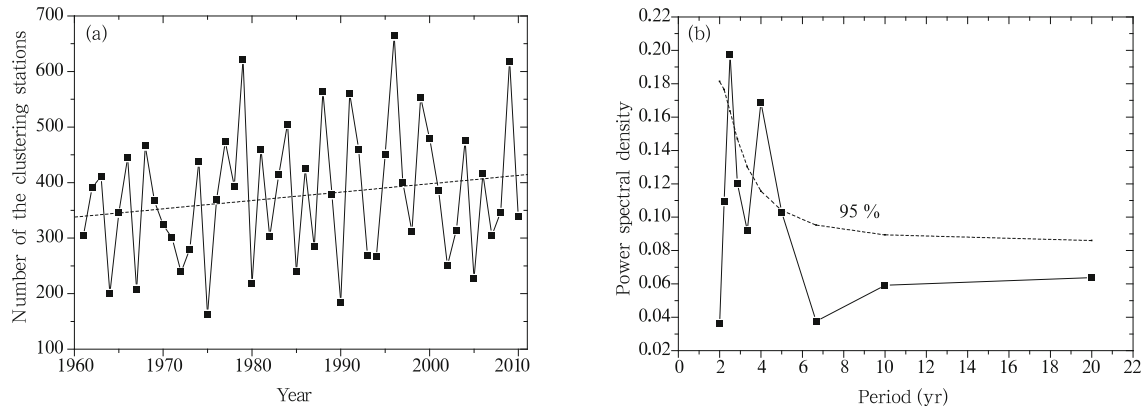 (a)
Number of the clustering stations
700
600
500
400
300
200
100
1960 1970 1980 1990 2000 2010
Year
(b)
Power spectral density
0.22
0.20
0.18
0.16
0.14
0.12
0.10
0.08
0.06
0.04
0.02
95 %
0 2 4 6 8 10 12 14 16 18 20 22
Period (yr)